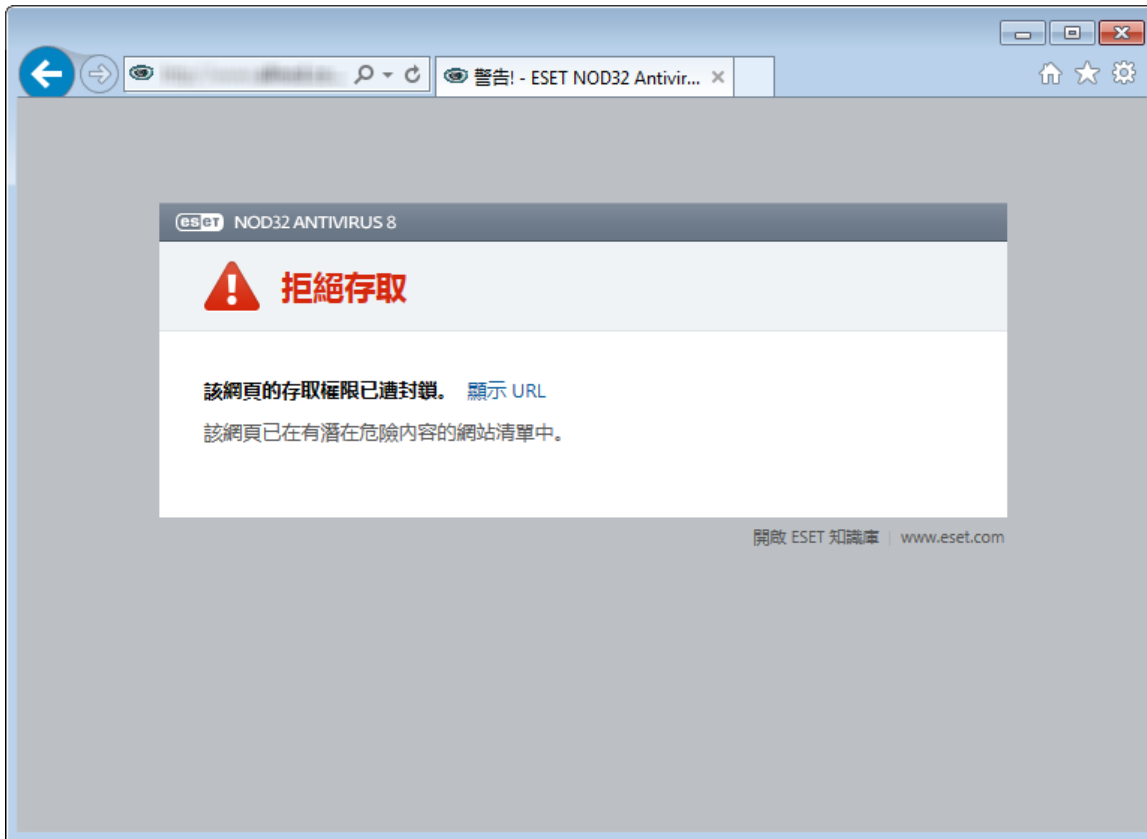 警告! - ESET NOD32 Antivir...
eseT NOD32 ANTIVIRUS 8
拒絕存取
該網頁的存取權限已遭封鎖。 顯示 URL
該網頁已在有潛在危險內容的網站清單中。
開啟 ESET 知識庫 | www.eset.com